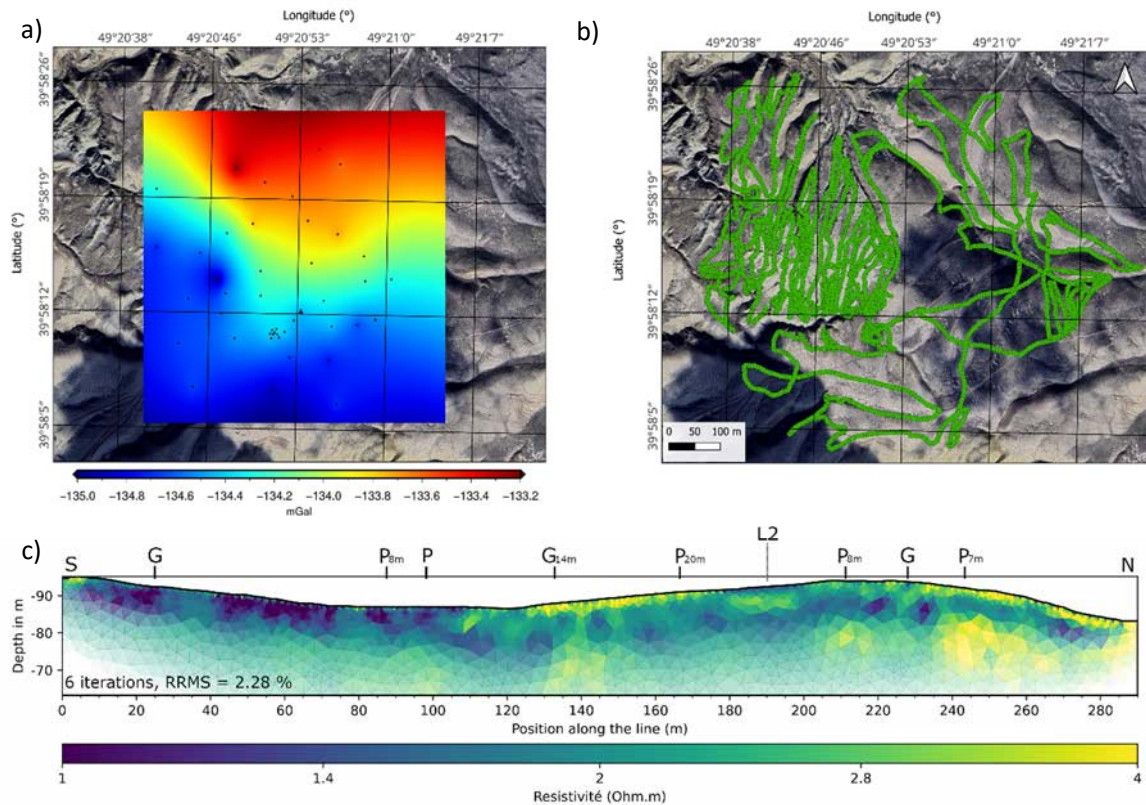 a)
Longitude (°)
49°20'38" 49°20'46" 49°20'53" 49°21'0" 49°21'7"
Latitude (°)
39°58'26"
39°58'19"
39°58'12"
39°58'5"
−135.0 −134.8 −134.4 −134.2 −134.0 −133.8 −133.6 −133.4 −133.2
mGal
b)
Longitude (°)
49°20'38" 49°20'46" 49°20'53" 49°21'0" 49°21'7"
Latitude (°)
39°58'26"
39°58'19"
39°58'12"
39°58'5"
0 50 100 m
c)
S G P8m P G14m P20m L2 P8m G P7m N
Depth in m
-90
-80
-70
6 iterations, RRMS = 2.28 %
0 20 40 60 80 100 120 140 160 180 200 220 240 260 280
Position along the line (m)
1 1.4 2 2.8 4
Resistivité (Ohm.m)